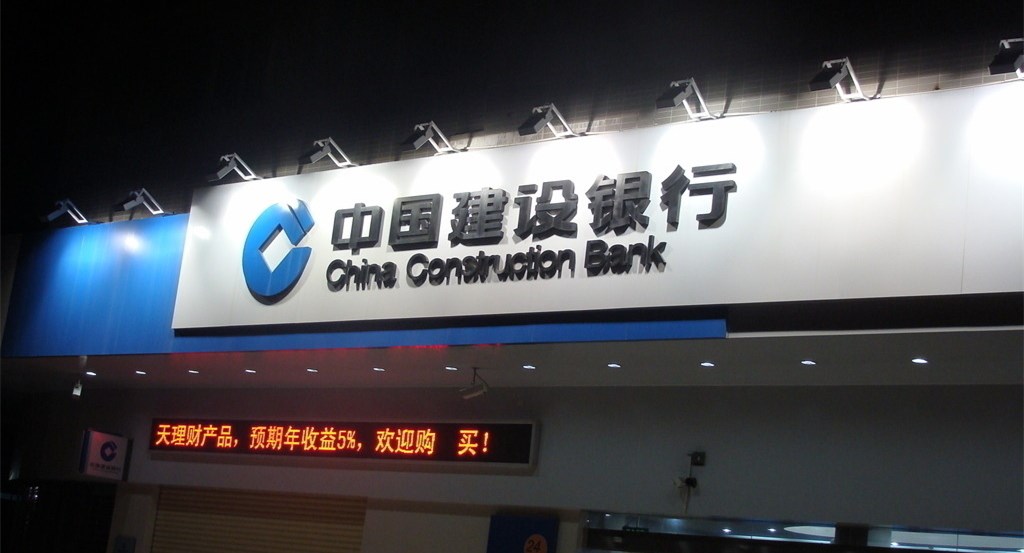 中国建设银行
China Construction Bank
天理财产品，预期年收益5%，欢迎购 买！
24